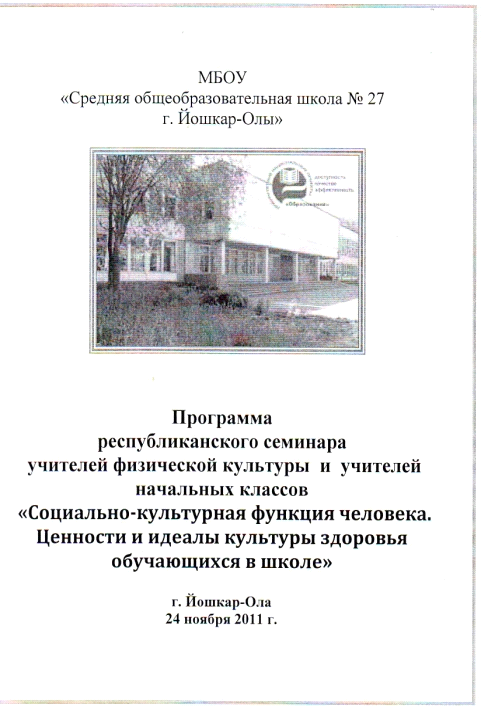 МБОУ
«Средняя общеобразовательная школа № 27
г. Йошкар-Олы»
доступность
качество
эффективность
«Образование»
Программа
республиканского семинара
учителей физической культуры и учителей
начальных классов
«Социально-культурная функция человека.
Ценности и идеалы культуры здоровья
обучающихся в школе»
г. Йошкар-Ола
24 ноября 2011 г.